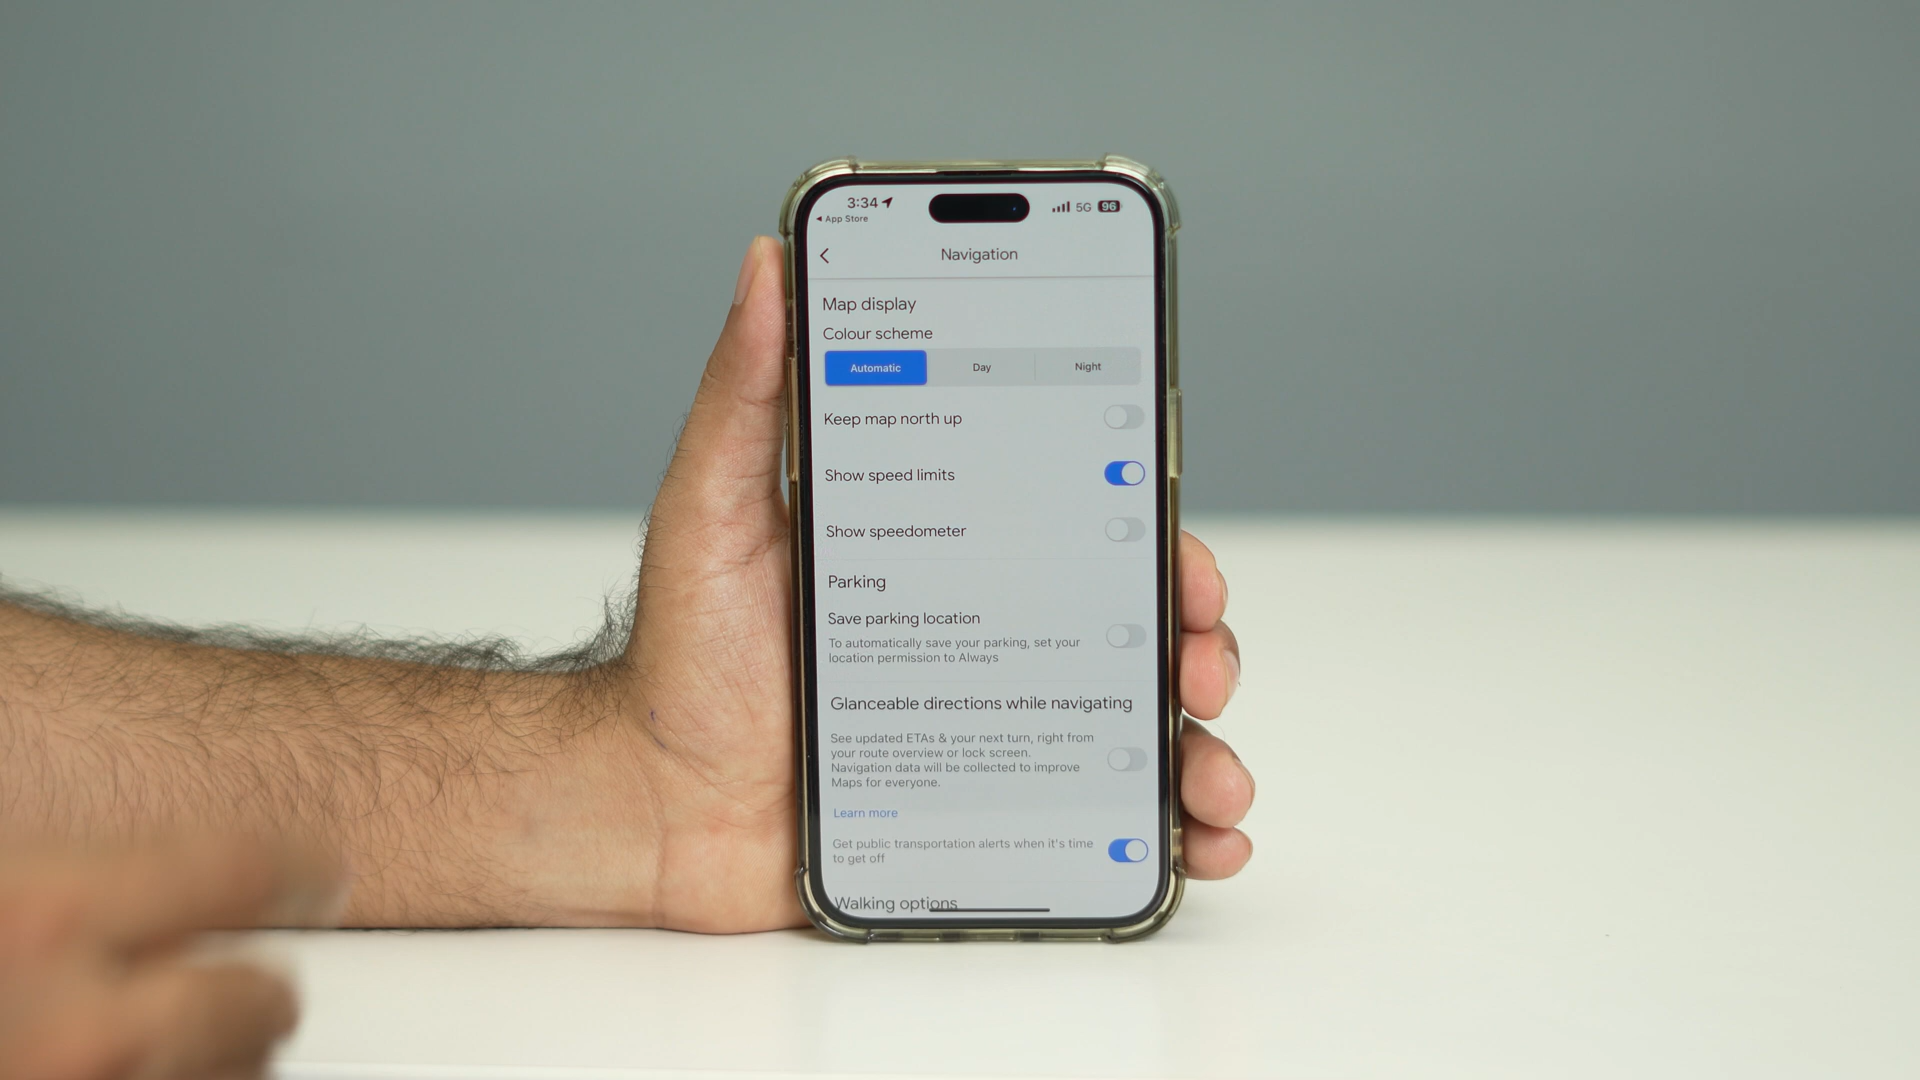 3:34
5G 96
◀ App Store
Navigation
Map display
Colour scheme
Automatic Day Night
Keep map north up
Show speed limits
Show speedometer
Parking
Save parking location
To automatically save your parking, set your
location permission to Always
Glanceable directions while navigating
See updated ETAs & your next turn, right from
your route overview or lock screen.
Navigation data will be collected to improve
Maps for everyone.
Learn more
Get public transportation alerts when it's time
to get off
Walking options